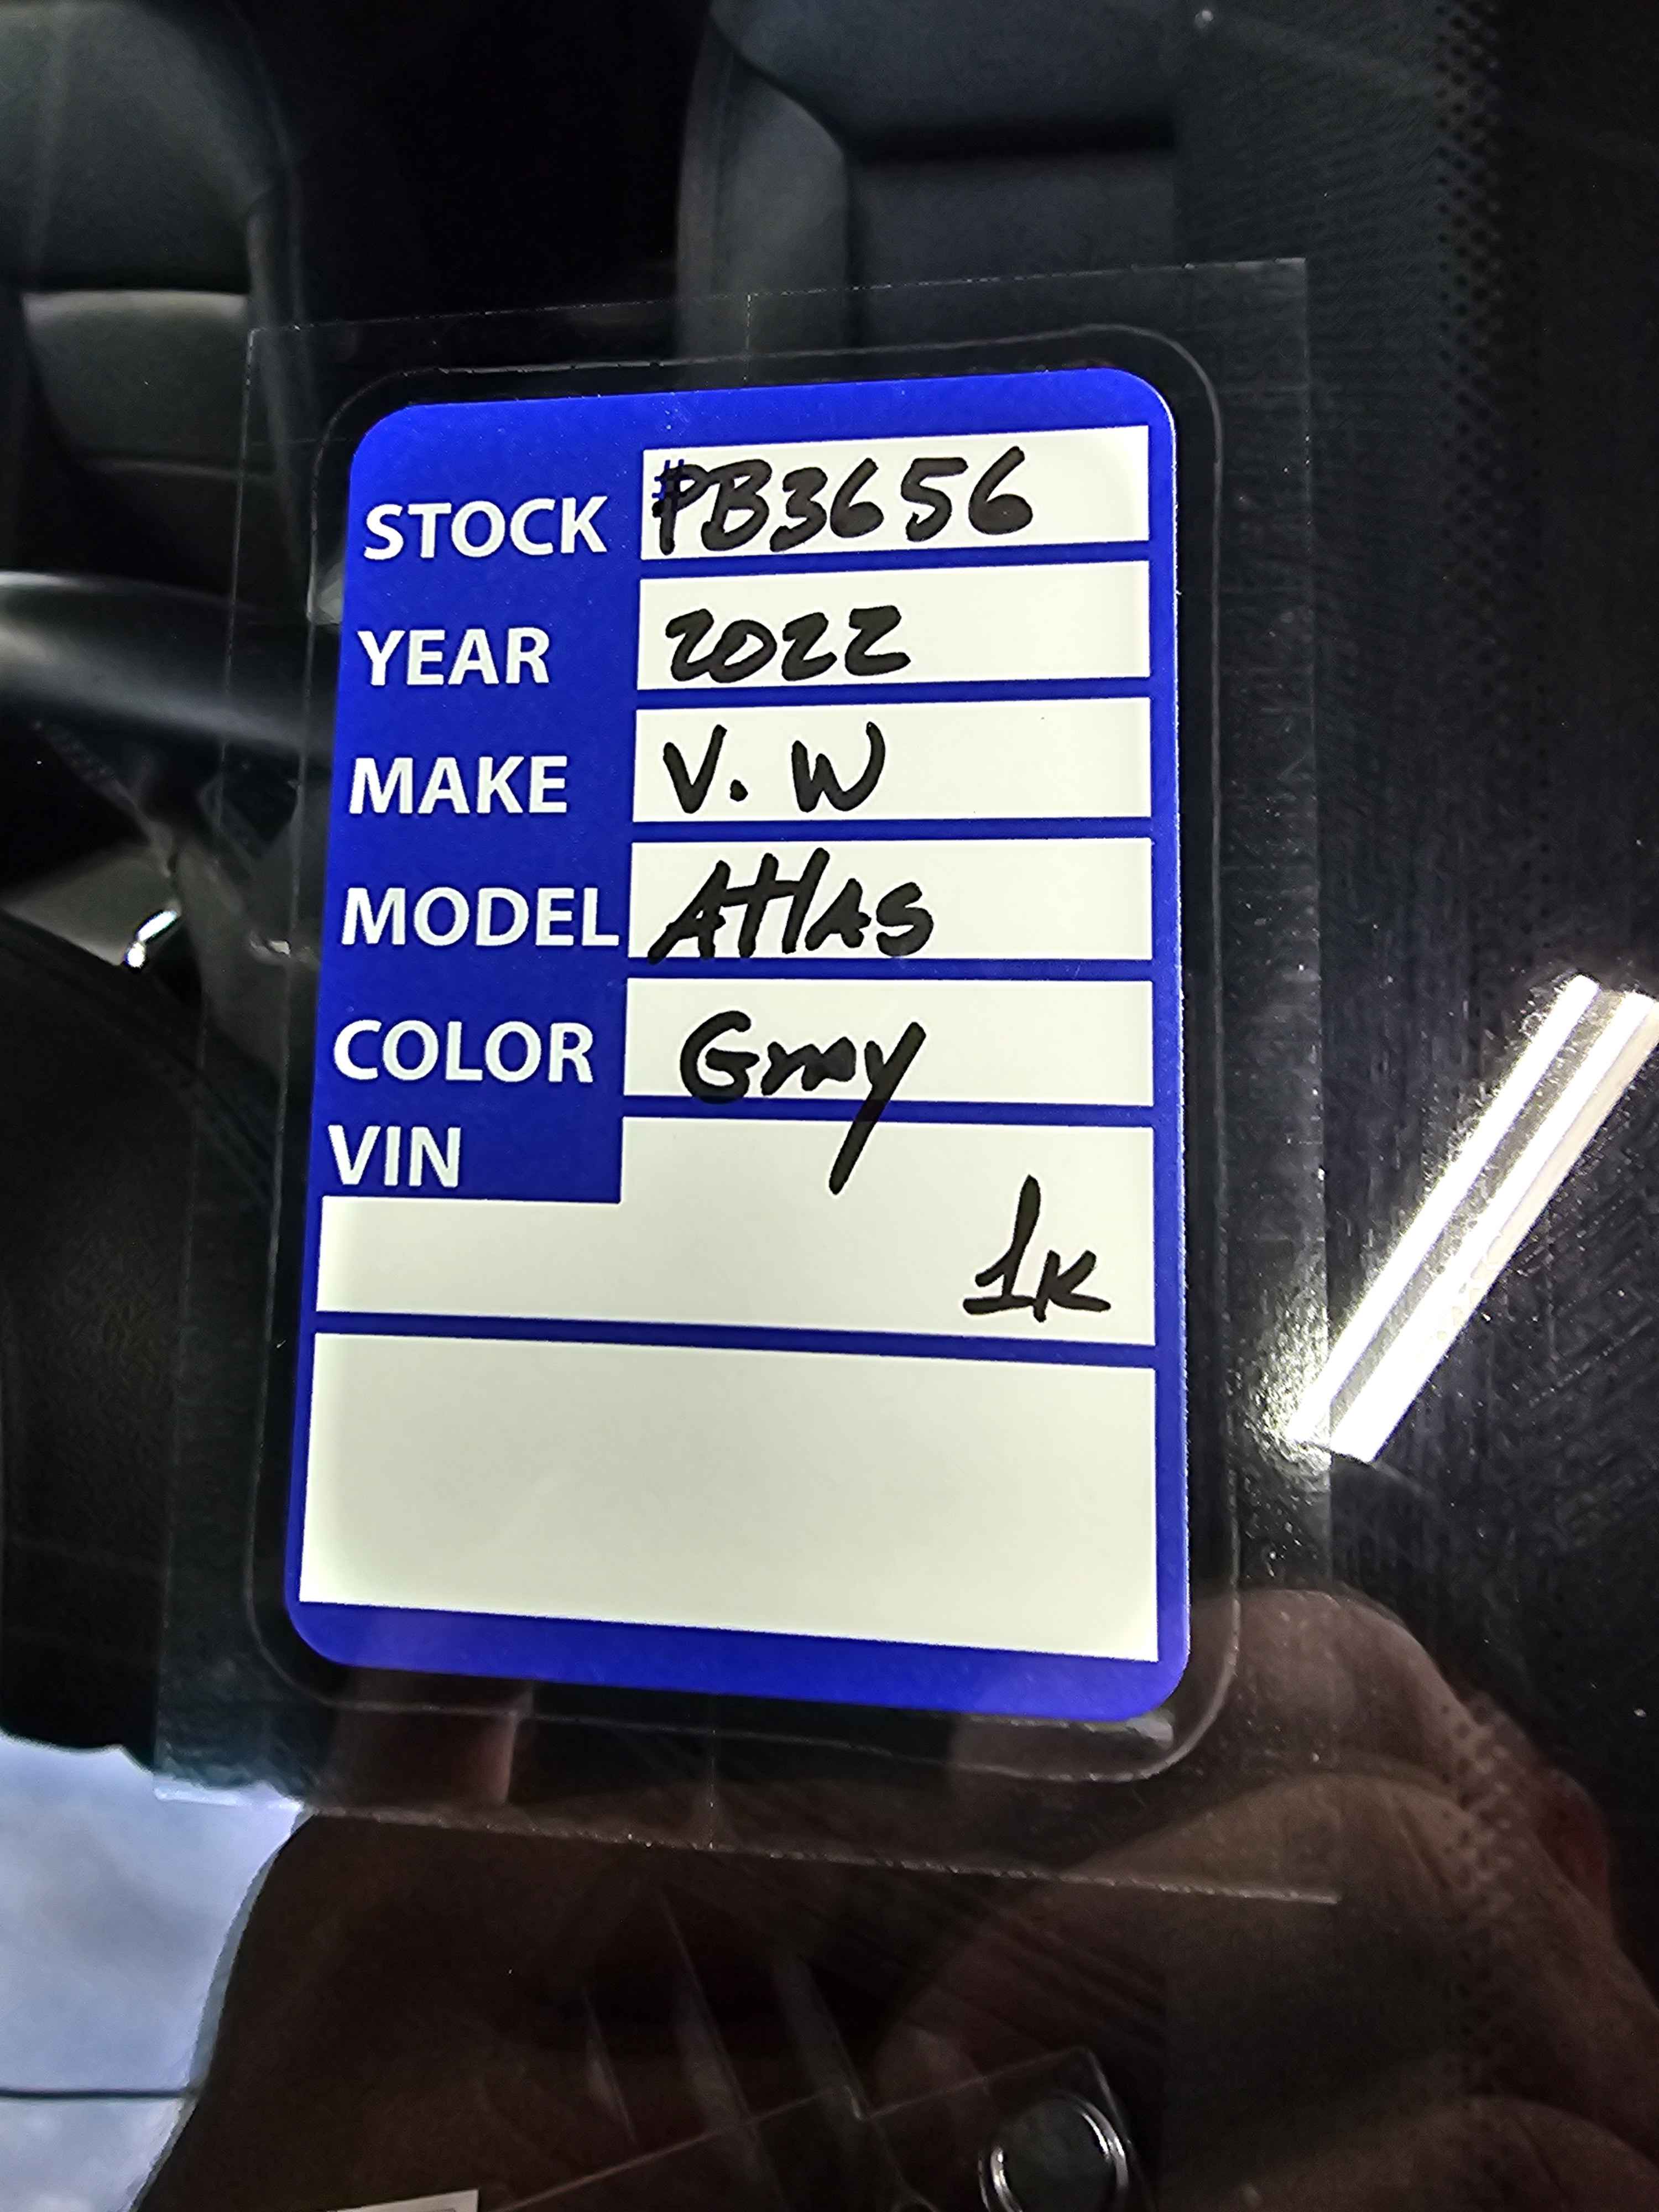 STOCK #PB3656
YEAR 2022
MAKE V. W
MODEL Atlas
COLOR Gray
VIN
1K